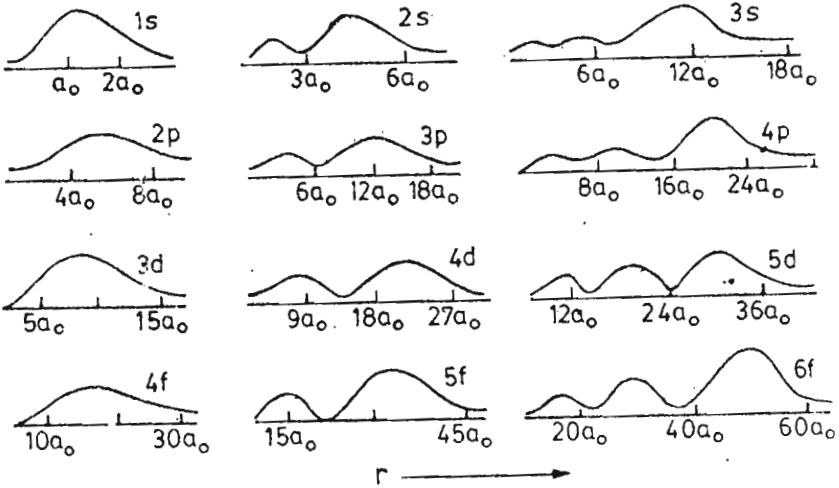 1s 2s 3s
a₀ 2a₀ 3a₀ 6a₀ 6a₀ 12a₀ 18a₀
2p 3p 4p
4a₀ 8a₀ 6a₀ 12a₀ 18a₀ 8a₀ 16a₀ 24a₀
3d 4d 5d
5a₀ 15a₀ 9a₀ 18a₀ 27a₀ 12a₀ 24a₀ 36a₀
4f 5f 6f
10a₀ 30a₀ 15a₀ 45a₀ 20a₀ 40a₀ 60a₀
r